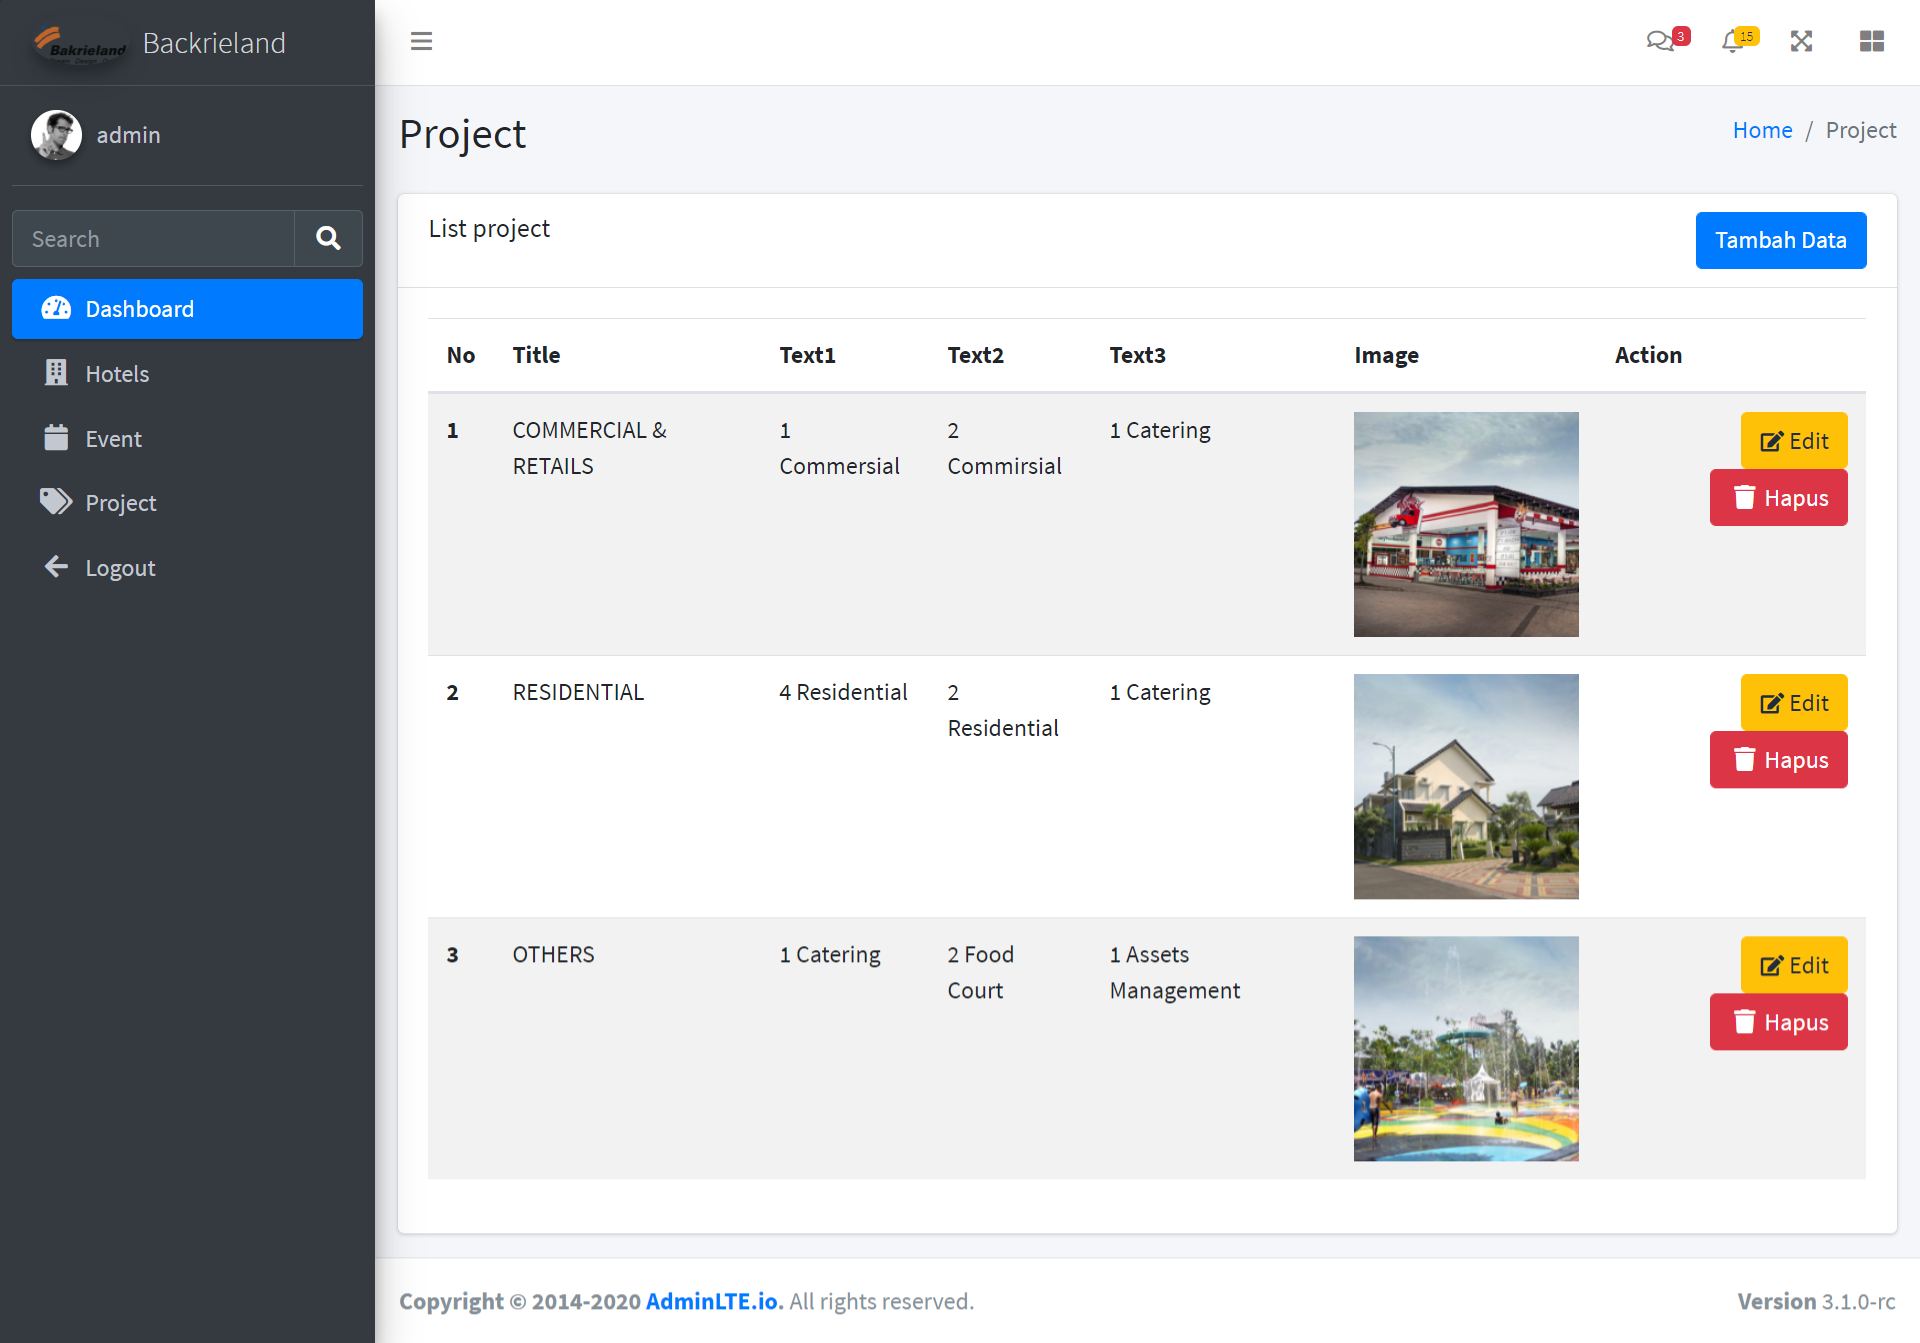 Bakrieland
Backrieland
3
15
admin
Search
Dashboard
Hotels
Event
Project
Logout
Project
Home / Project
List project
Tambah Data
No Title Text1 Text2 Text3 Image Action
1 COMMERCIAL & 1 2 1 Catering Edit
RETAILS Commersial Commirsial Hapus
2 RESIDENTIAL 4 Residential 2 1 Catering Edit
Residential Hapus
3 OTHERS 1 Catering 2 Food 1 Assets Edit
Court Management Hapus
Copyright © 2014-2020 AdminLTE.io. All rights reserved.
Version 3.1.0-rc